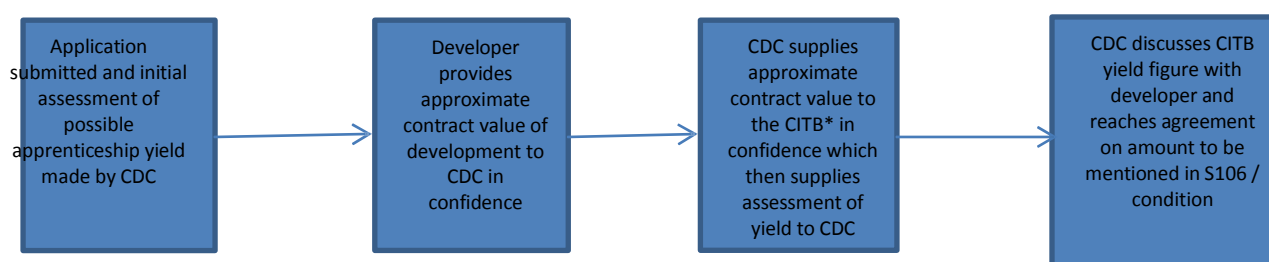 Application
submitted and initial
assessment of
possible
apprenticeship yield
made by CDC
Developer
provides
approximate
contract value of
development to
CDC in
confidence
CDC supplies
approximate
contract value to
the CITB* in
confidence which
then supplies
assessment of
yield to CDC
CDC discusses CITB
yield figure with
developer and
reaches agreement
on amount to be
mentioned in S106 /
condition